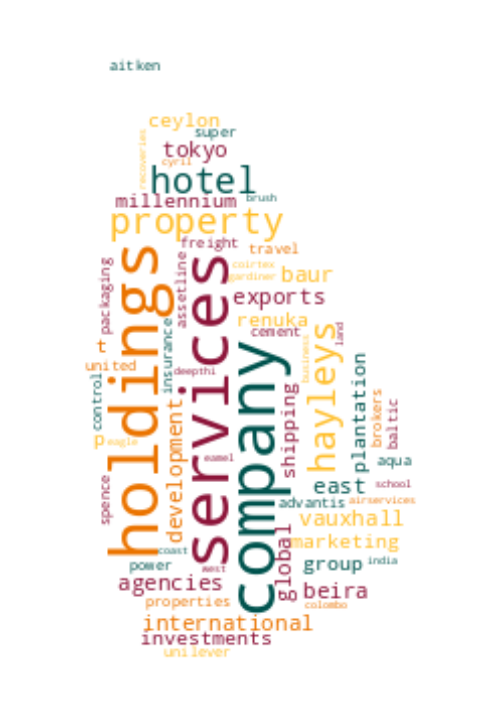 aitken
ceylon
super
tokyo
cyril
recoveries
hotel
brush
millennium
property
freight
travel
holdings
services
packaging
assetline
coirtex
gardiner
baur
exports
renuka
cement
land
t
insurance
united
deepthi
company
hayleys
business
control
development
shipping
plantation
brokers
baltic
p
eagle
eamel
aqua
spence
east
school
advantis
airservices
vauxhall
global
marketing
coast
power
west
group
india
agencies
beira
properties
colombo
international
investments
unilever